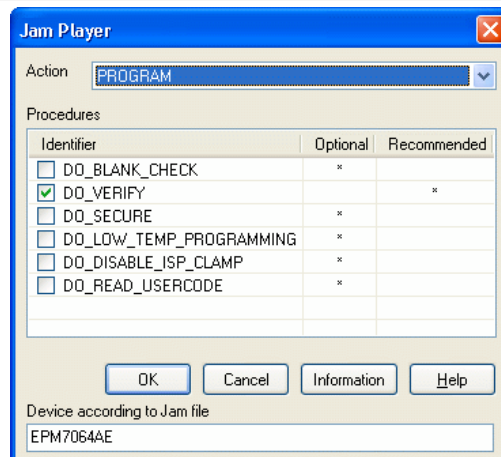 Jam Player
Action PROGRAM
Procedures
Identifier Optional Recommended
DO_BLANK_CHECK *
DO_VERIFY *
DO_SECURE *
DO_LOW_TEMP_PROGRAMMING *
DO_DISABLE_ISP_CLAMP *
DO_READ_USERCODE *
OK Cancel Information Help
Device according to Jam file
EPM7064AE